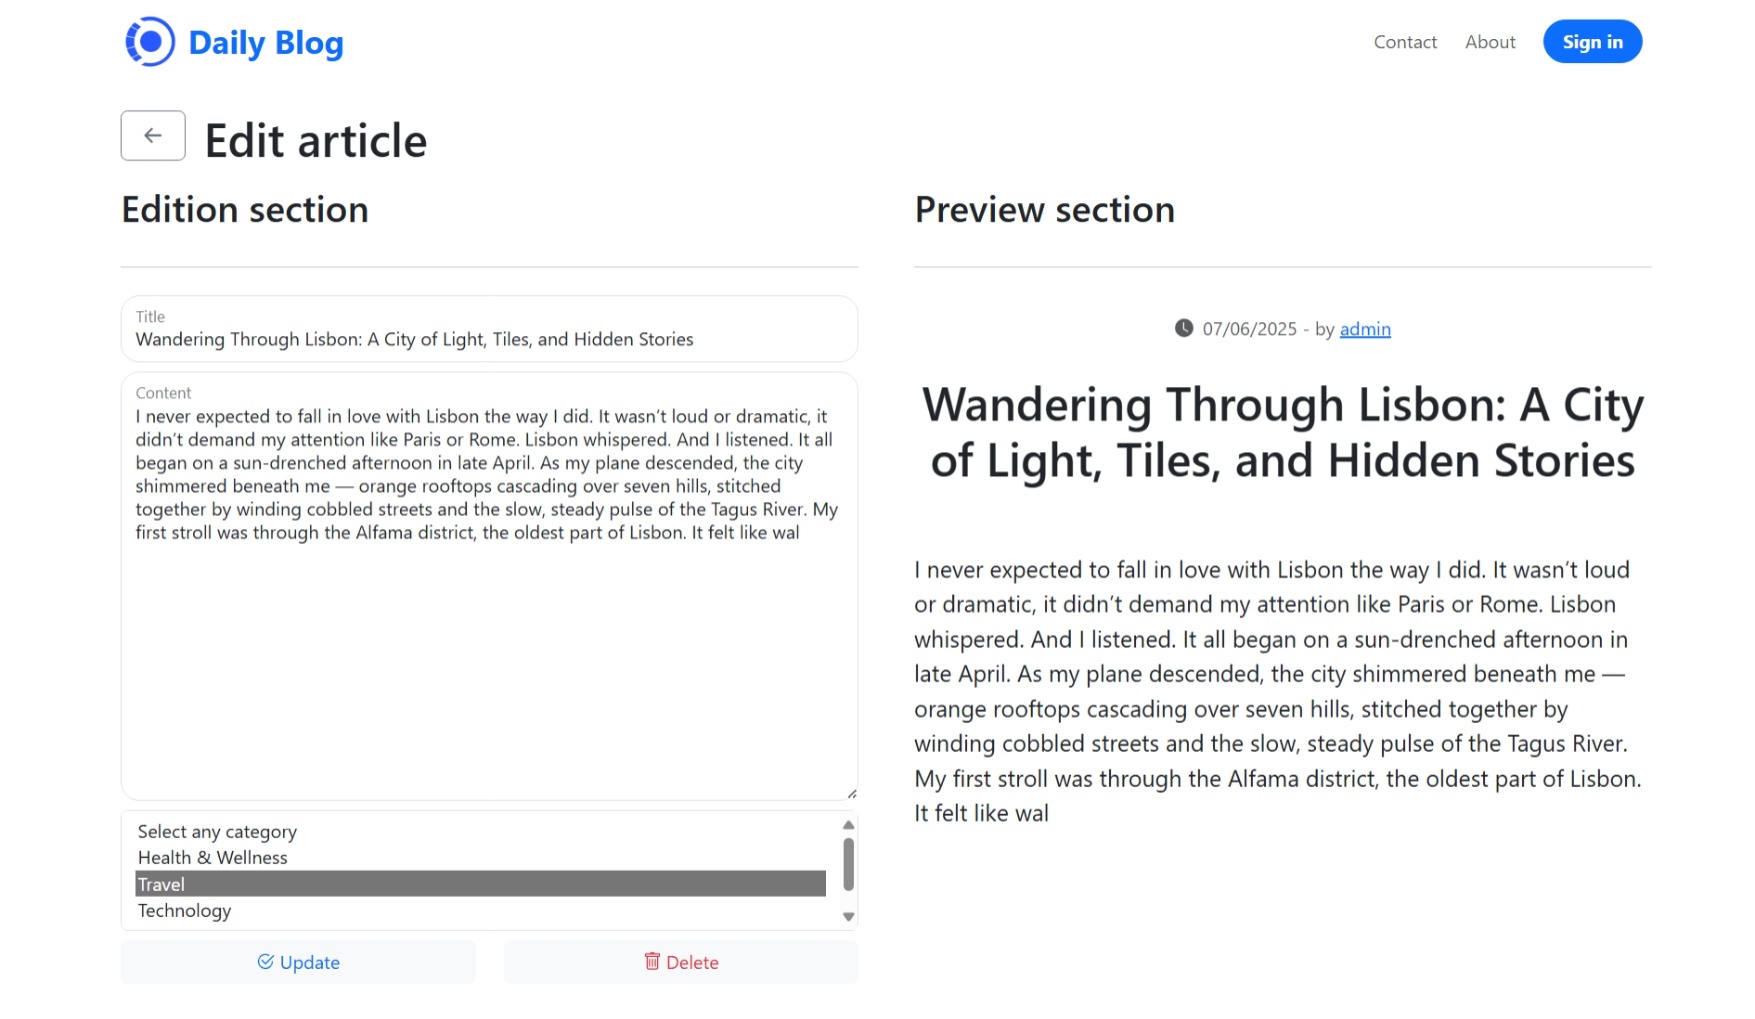 Daily Blog
Contact
About
Sign in
Edit article
Edition section
Title
Wandering Through Lisbon: A City of Light, Tiles, and Hidden Stories
Content
I never expected to fall in love with Lisbon the way I did. It wasn’t loud or dramatic, it
didn’t demand my attention like Paris or Rome. Lisbon whispered. And I listened. It all
began on a sun-drenched afternoon in late April. As my plane descended, the city
shimmered beneath me — orange rooftops cascading over seven hills, stitched
together by winding cobbled streets and the slow, steady pulse of the Tagus River. My
first stroll was through the Alfama district, the oldest part of Lisbon. It felt like wal
Select any category
Health & Wellness
Travel
Technology
Update
Delete
Preview section
07/06/2025 - by admin
Wandering Through Lisbon: A City
of Light, Tiles, and Hidden Stories
I never expected to fall in love with Lisbon the way I did. It wasn’t loud
or dramatic, it didn’t demand my attention like Paris or Rome. Lisbon
whispered. And I listened. It all began on a sun-drenched afternoon in
late April. As my plane descended, the city shimmered beneath me —
orange rooftops cascading over seven hills, stitched together by
winding cobbled streets and the slow, steady pulse of the Tagus River.
My first stroll was through the Alfama district, the oldest part of Lisbon.
It felt like wal